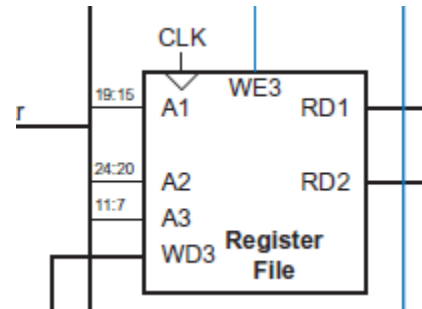 CLK
19:15
A1
WE3
RD1
r
24:20
A2
RD2
11:7
A3
WD3
Register
File